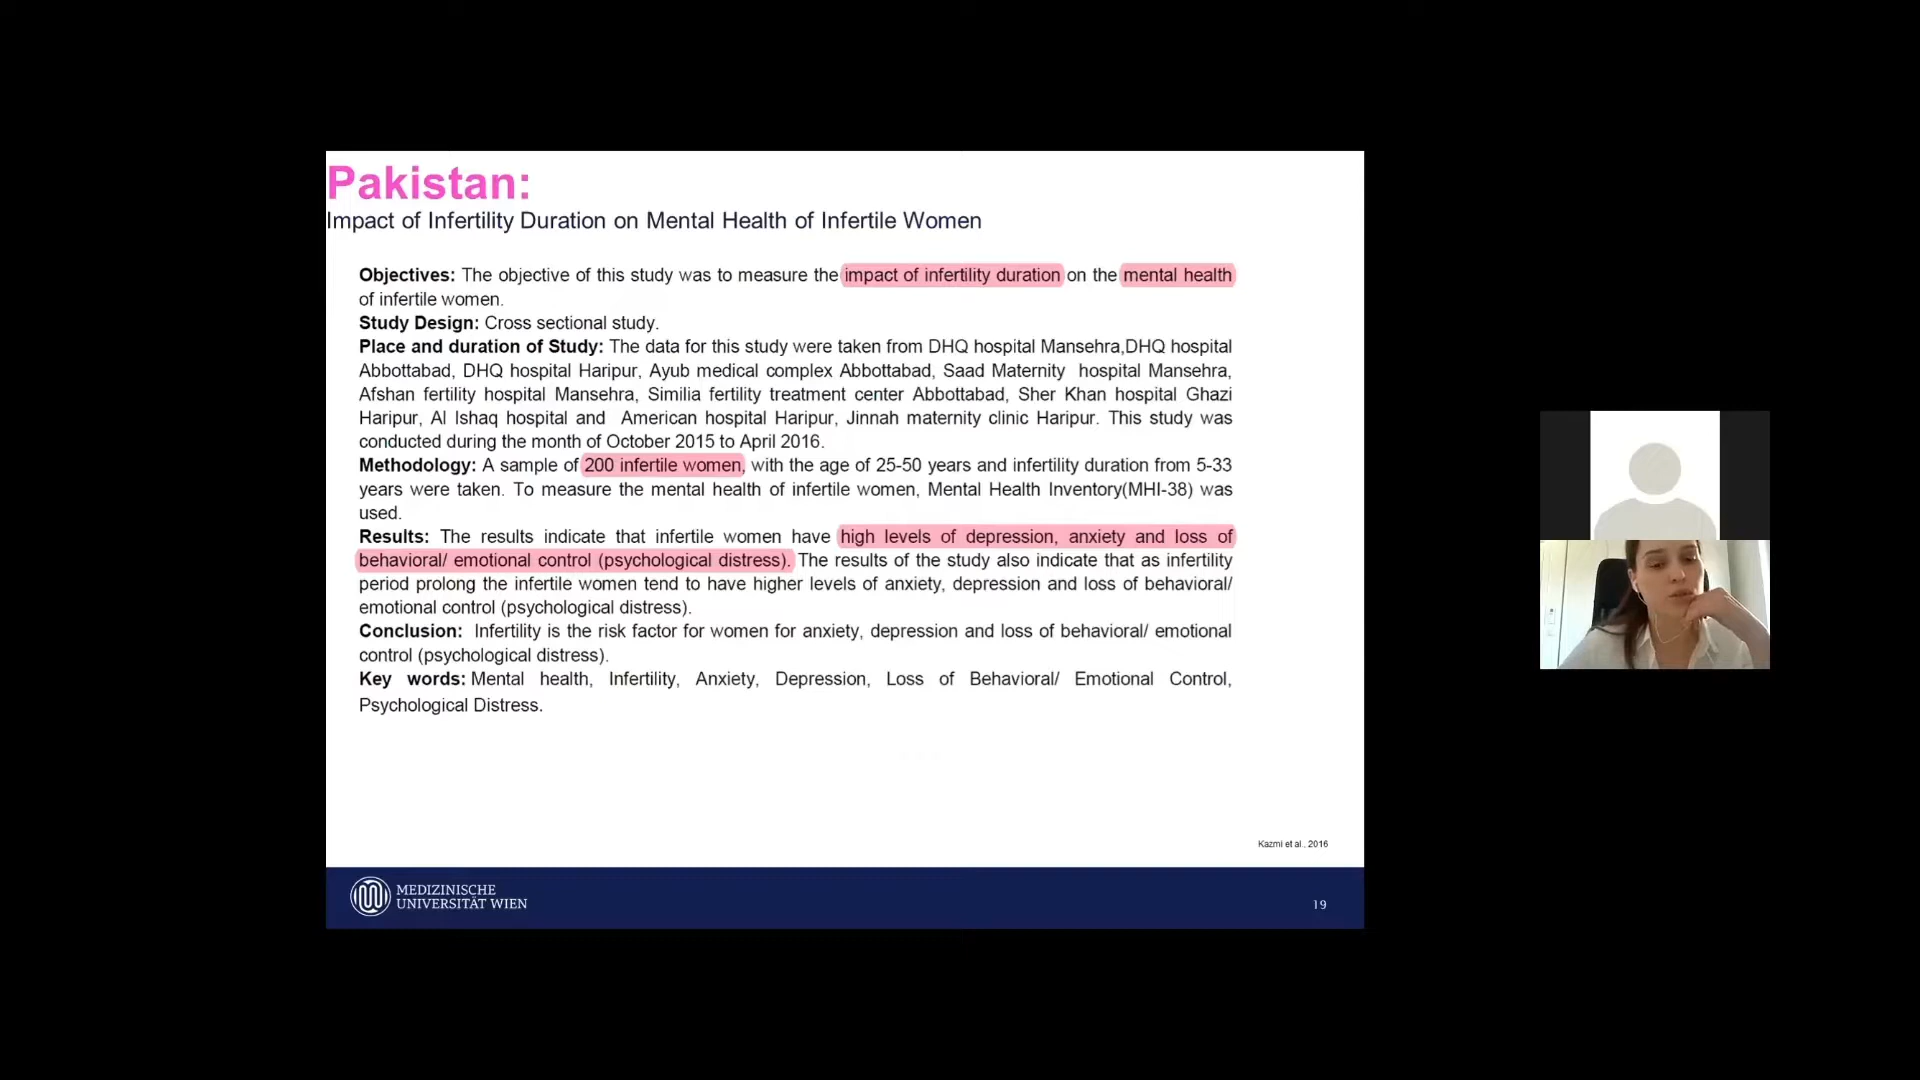 Pakistan:
Impact of Infertility Duration on Mental Health of Infertile Women
Objectives: The objective of this study was to measure the impact of infertility duration on the mental health
of infertile women.
Study Design: Cross sectional study.
Place and duration of Study: The data for this study were taken from DHQ hospital Mansehra,DHQ hospital
Abbottabad, DHQ hospital Haripur, Ayub medical complex Abbottabad, Saad Maternity hospital Mansehra,
Afshan fertility hospital Mansehra, Similia fertility treatment center Abbottabad, Sher Khan hospital Ghazi
Haripur, Al Ishaq hospital and American hospital Haripur, Jinnah maternity clinic Haripur. This study was
conducted during the month of October 2015 to April 2016.
Methodology: A sample of 200 infertile women, with the age of 25-50 years and infertility duration from 5-33
years were taken. To measure the mental health of infertile women, Mental Health Inventory(MHI-38) was
used.
Results: The results indicate that infertile women have high levels of depression, anxiety and loss of
behavioral/ emotional control (psychological distress). The results of the study also indicate that as infertility
period prolong the infertile women tend to have higher levels of anxiety, depression and loss of behavioral/
emotional control (psychological distress).
Conclusion: Infertility is the risk factor for women for anxiety, depression and loss of behavioral/ emotional
control (psychological distress).
Key words: Mental health, Infertility, Anxiety, Depression, Loss of Behavioral/ Emotional Control,
Psychological Distress.
Kazmi et al., 2016
MEDIZINISCHE
UNIVERSITÄT WIEN
19